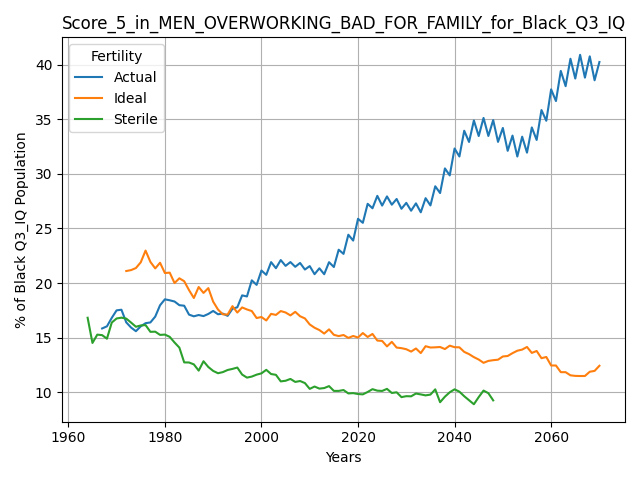 Score_5_in_MEN_OVERWORKING_BAD_FOR_FAMILY_for_Black_Q3_IQ
Fertility
Actual
Ideal
Sterile
% of Black Q3_IQ Population
40
35
30
25
20
15
10
1960
1980
2000
2020
2040
2060
Years